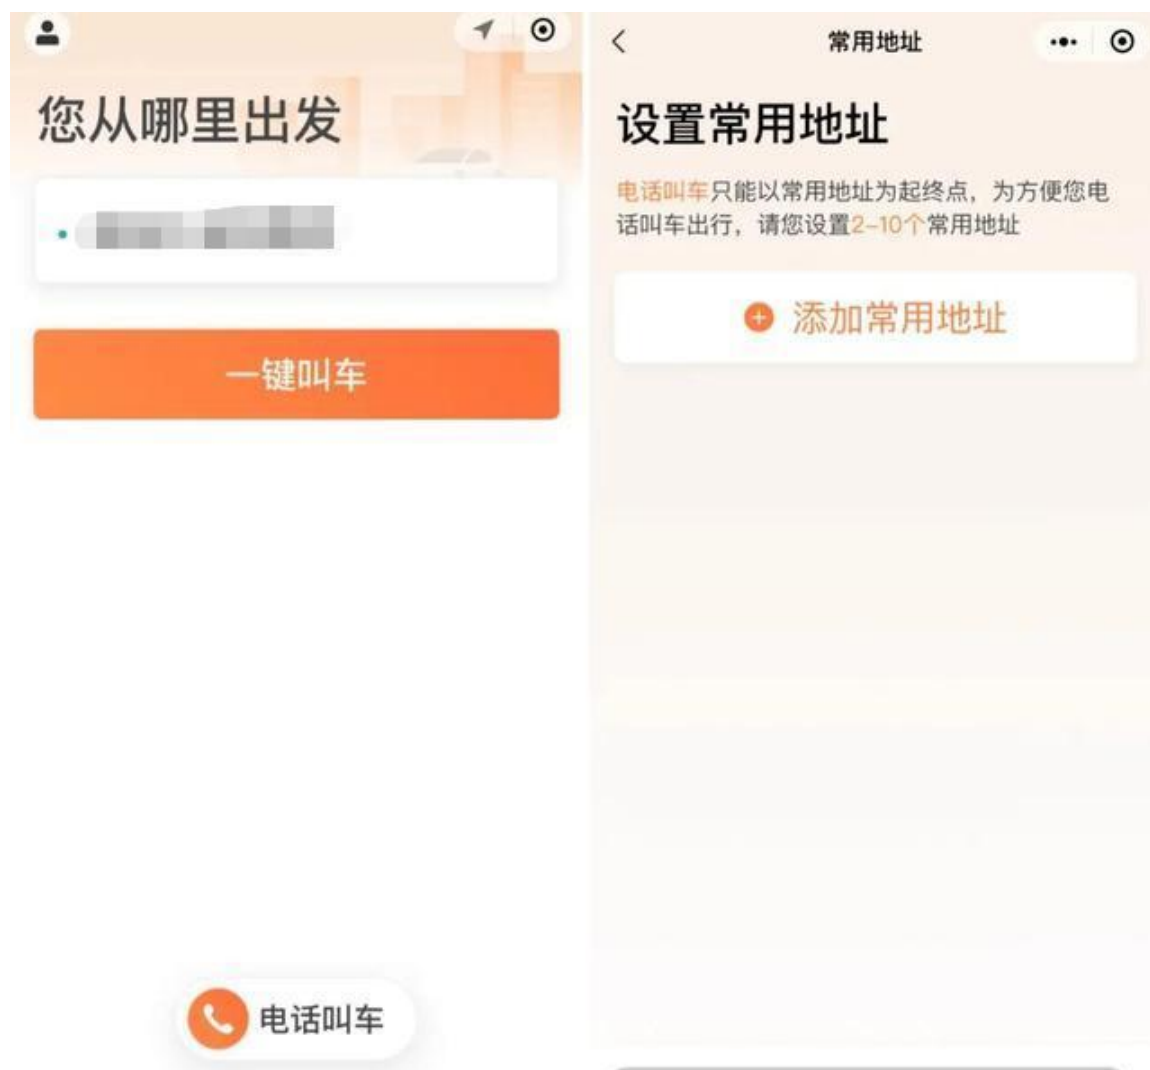 您从哪里出发
一键叫车
电话叫车
常用地址
设置常用地址
电话叫车只能以常用地址为起终点，为方便您电
话叫车出行，请您设置2-10个常用地址
添加常用地址